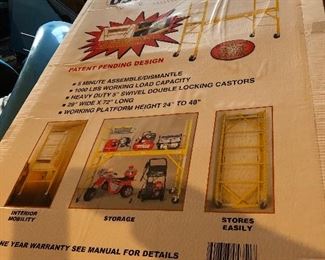 PATENT PENDING DESIGN
• 5 MINUTE ASSEMBLE/DISMANTLE
• 1000 LBS WORKING LOAD CAPACITY
• HEAVY DUTY 5" SWIVEL DOUBLE LOCKING CASTORS
• 29" WIDE X 72" LONG
• WORKING PLATFORM HEIGHT 24" TO 48"
INTERIOR
MOBILITY
STORAGE
STORES
EASILY
ONE YEAR WARRANTY SEE MANUAL FOR DETAILS